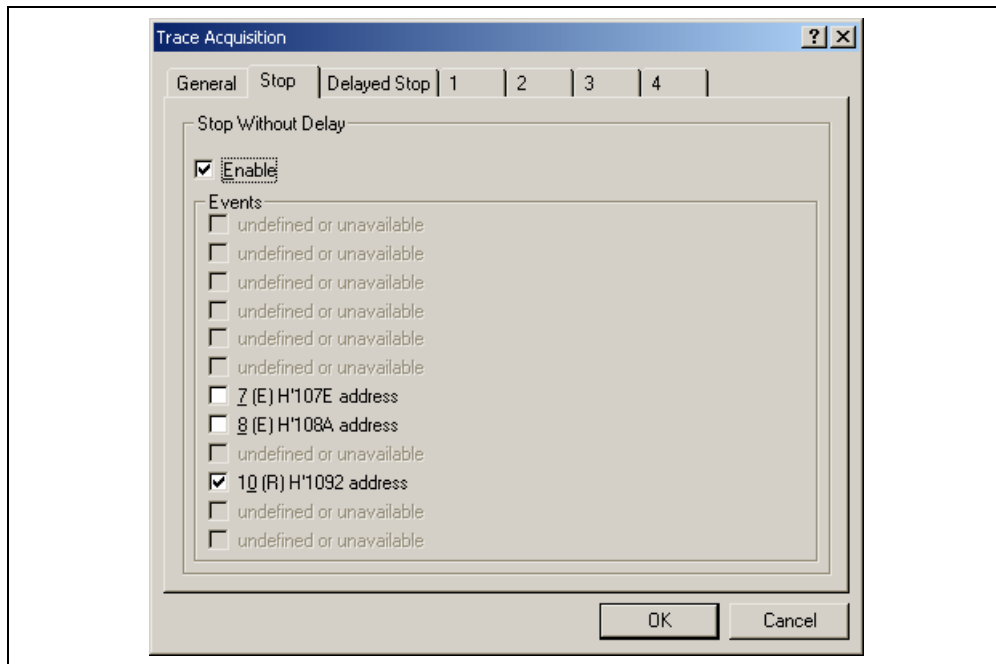 Trace Acquisition
General Stop Delayed Stop 1 2 3 4
Stop Without Delay
Enable
Events
undefined or unavailable
undefined or unavailable
undefined or unavailable
undefined or unavailable
undefined or unavailable
undefined or unavailable
7 (E) H'107E address
8 (E) H'108A address
undefined or unavailable
10 (R) H'1092 address
undefined or unavailable
undefined or unavailable
OK Cancel